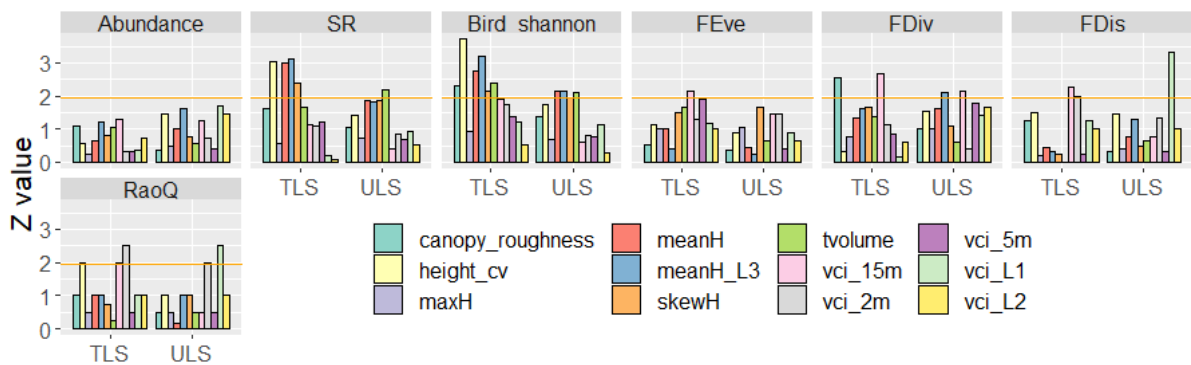 Abundance SR Bird shannon FEve FDiv FDis
Z value
3
2
1
0
TLS ULS TLS ULS TLS ULS TLS ULS TLS ULS
RaoQ
3
2
1
0
TLS ULS
canopy_roughness meanH tvolume vci_5m
height_cv meanH_L3 vci_15m vci_L1
maxH skewH vci_2m vci_L2